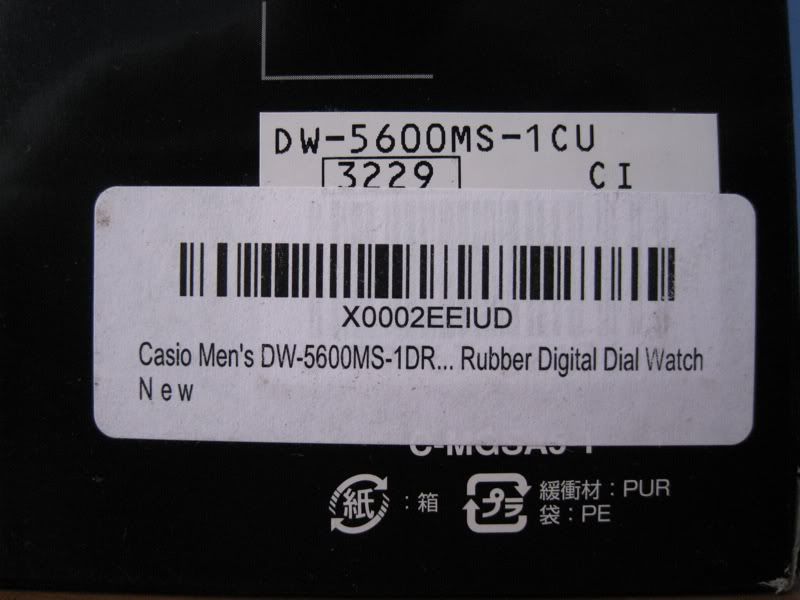 DW-5600MS-1CU
3229 CI
X0002EEIUD
Casio Men's DW-5600MS-1DR... Rubber Digital Dial Watch
New
紙 : 箱
プラ 緩衝材 : PUR
袋 : PE